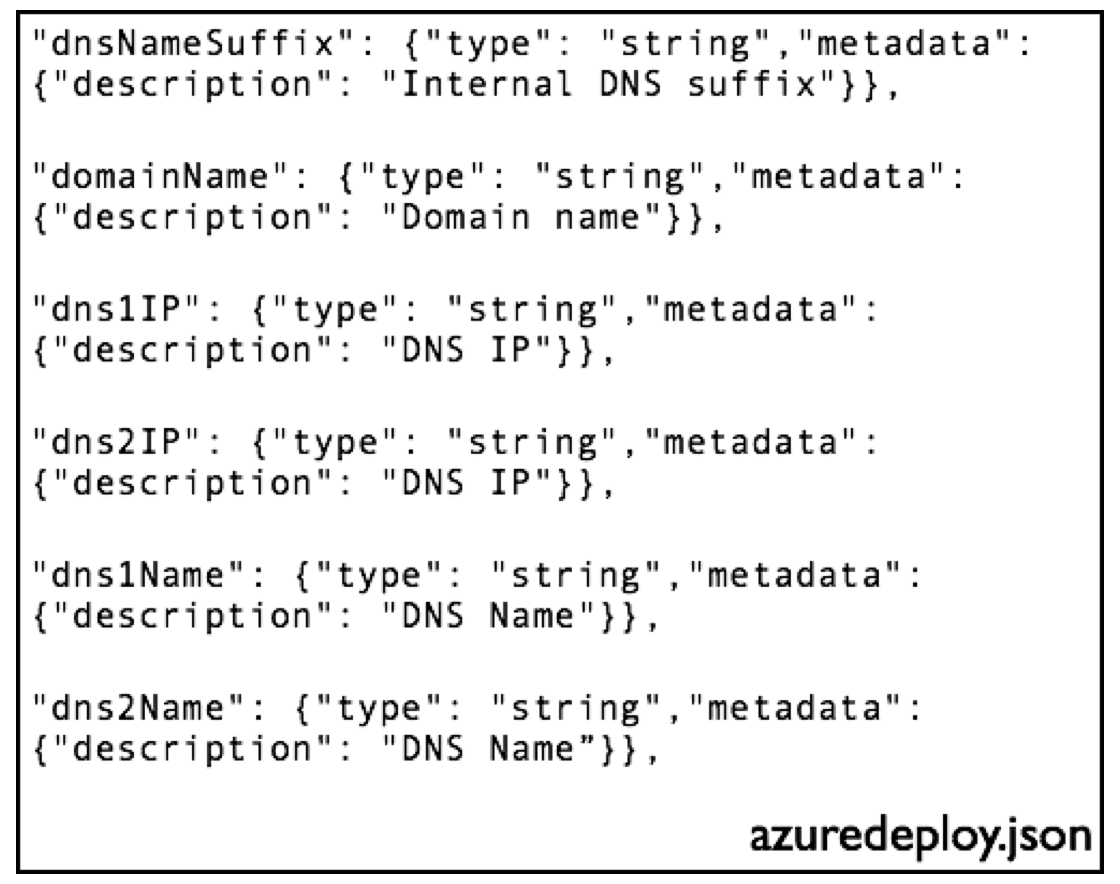 "dnsNameSuffix": {"type": "string","metadata":
{"description": "Internal DNS suffix"}},
"domainName": {"type": "string","metadata":
{"description": "Domain name"}},
"dns1IP": {"type": "string","metadata":
{"description": "DNS IP"}},
"dns2IP": {"type": "string","metadata":
{"description": "DNS IP"}},
"dns1Name": {"type": "string","metadata":
{"description": "DNS Name"}},
"dns2Name": {"type": "string","metadata":
{"description": "DNS Name”}},
azuredeploy.json